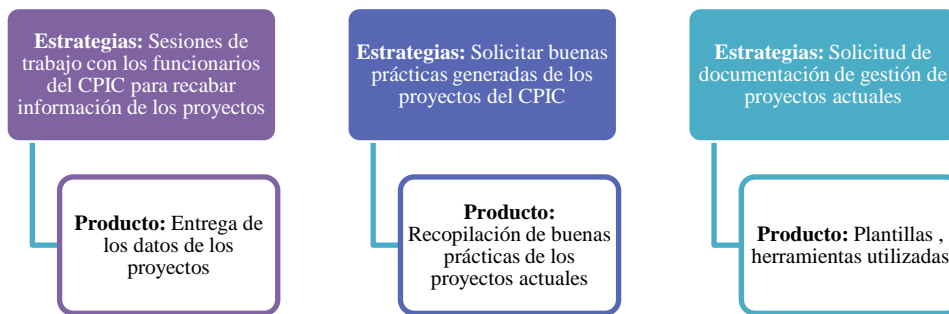 Estrategias: Sesiones de
trabajo con los funcionarios
del CPIC para recabar
información de los proyectos
Producto: Entrega de
los datos de los
proyectos
Estrategias: Solicitar buenas
prácticas generadas de los
proyectos del CPIC
Producto:
Recopilación de buenas
prácticas de los
proyectos actuales
Estrategias: Solicitud de
documentación de gestión de
proyectos actuales
Producto: Plantillas ,
herramientas utilizadas